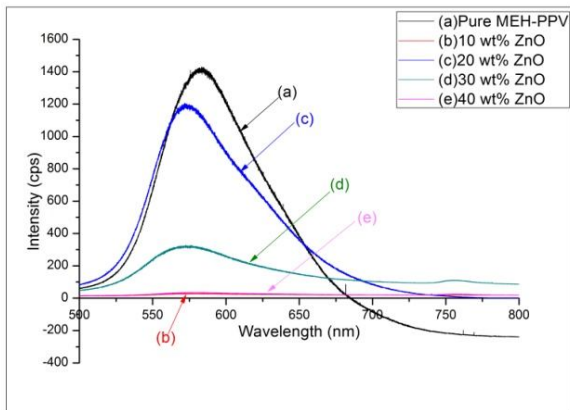 (a)Pure MEH-PPV
(b)10 wt% ZnO
(c)20 wt% ZnO
(d)30 wt% ZnO
(e)40 wt% ZnO
1600
1400
1200
1000
800
600
400
200
0
-200
-400
Intensity (cps)
(a)
(c)
(d)
(e)
(b)
500 550 600 650 700 750 800
Wavelength (nm)